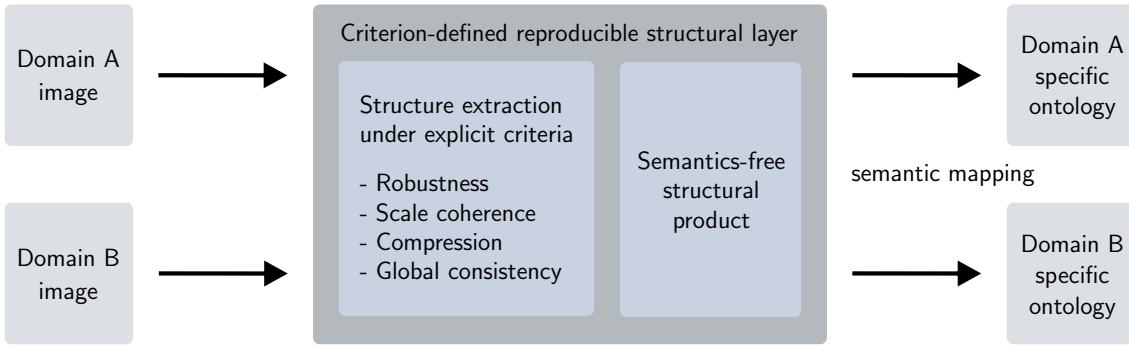 Domain A
image
Domain B
image
Criterion-defined reproducible structural layer
Structure extraction
under explicit criteria
- Robustness
- Scale coherence
- Compression
- Global consistency
Semantics-free
structural
product
semantic mapping
Domain A
specific
ontology
Domain B
specific
ontology